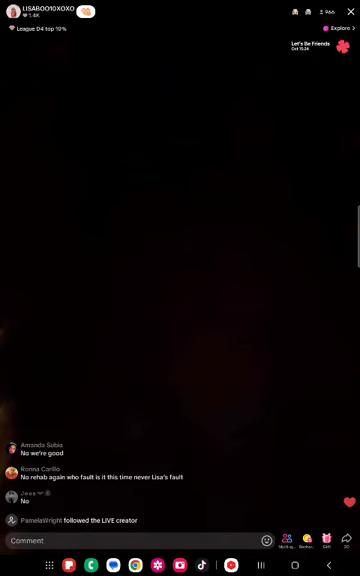 LISABOO10XOXO
1.4K
966
League D4 top 19%
Explore >
Let's Be Friends
Oct 15-24
Amanda Subia
No we're good
Ronna Carillo
No rehab again who fault is it this time never Lisa's fault
Jess
No
PamelaWright followed the LIVE creator
Comment
Gift
20